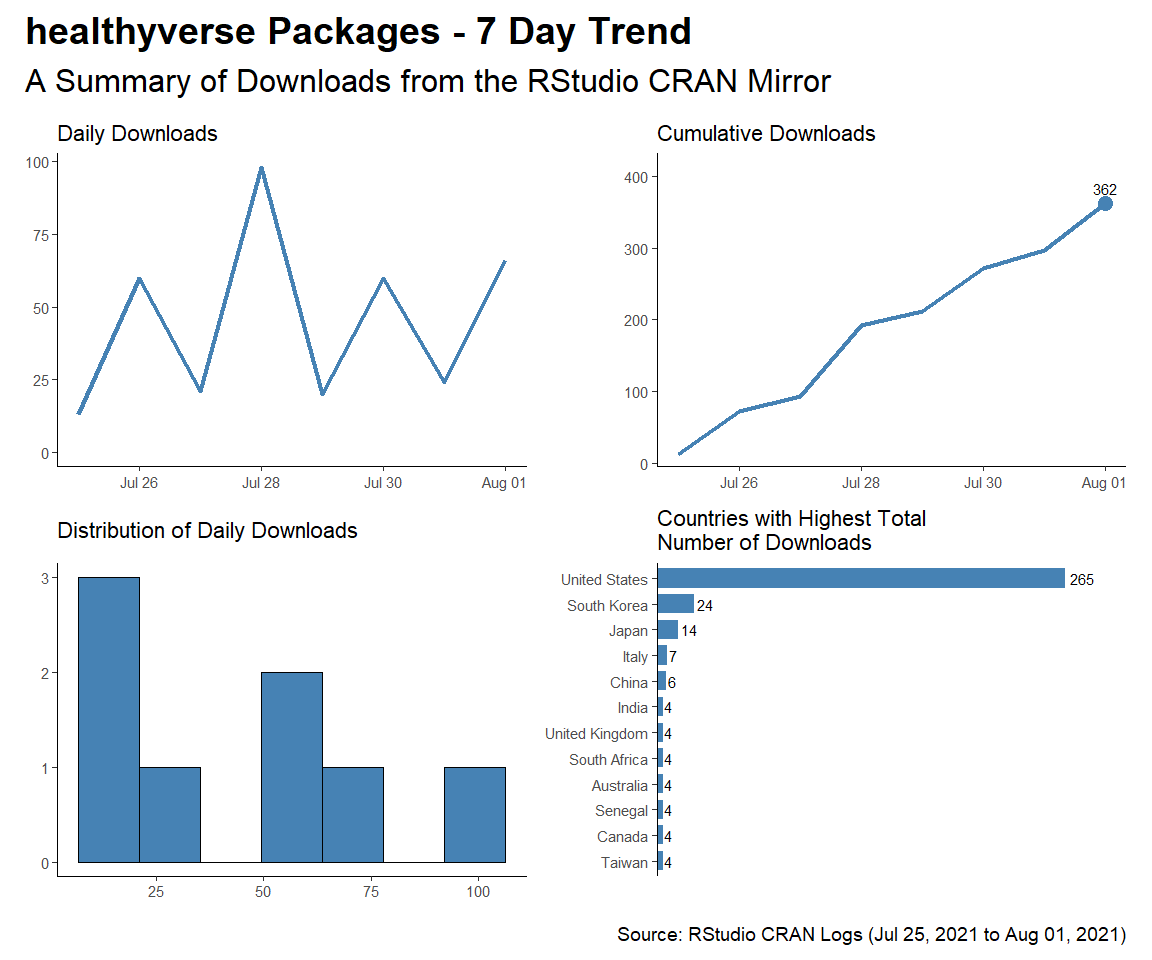 healthyverse Packages - 7 Day Trend
A Summary of Downloads from the RStudio CRAN Mirror
Daily Downloads
100
75
50
25
0
Jul 26
Jul 28
Jul 30
Aug 01
Cumulative Downloads
400
300
200
100
0
362
Jul 26
Jul 28
Jul 30
Aug 01
Distribution of Daily Downloads
3
2
1
0
25
50
75
100
Countries with Highest Total
Number of Downloads
United States 265
South Korea 24
Japan 14
Italy 7
China 6
India 4
United Kingdom 4
South Africa 4
Australia 4
Senegal 4
Canada 4
Taiwan 4
Source: RStudio CRAN Logs (Jul 25, 2021 to Aug 01, 2021)